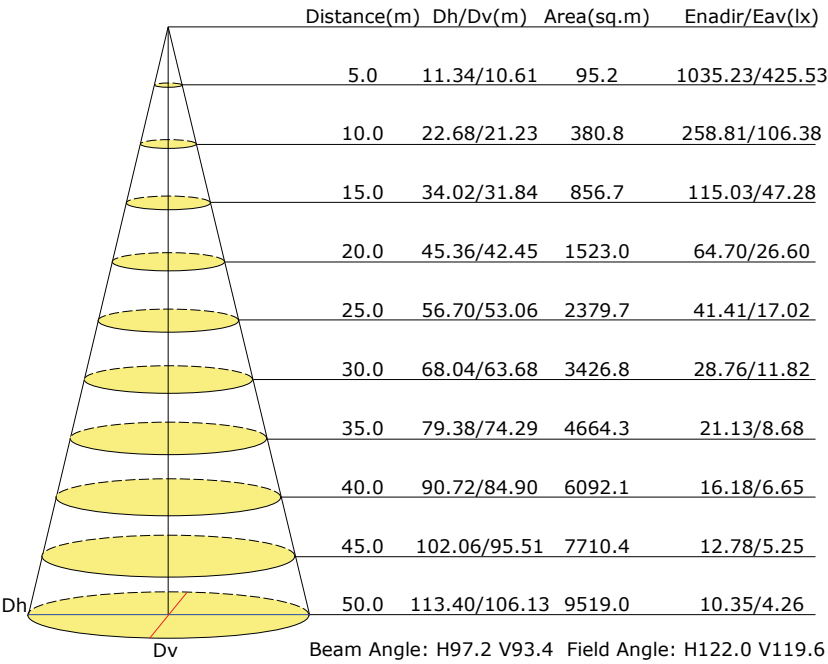 Distance(m) Dh/Dv(m) Area(sq.m) Enadir/Eav(lx)
5.0 11.34/10.61 95.2 1035.23/425.53
10.0 22.68/21.23 380.8 258.81/106.38
15.0 34.02/31.84 856.7 115.03/47.28
20.0 45.36/42.45 1523.0 64.70/26.60
25.0 56.70/53.06 2379.7 41.41/17.02
30.0 68.04/63.68 3426.8 28.76/11.82
35.0 79.38/74.29 4664.3 21.13/8.68
40.0 90.72/84.90 6092.1 16.18/6.65
45.0 102.06/95.51 7710.4 12.78/5.25
Dh 50.0 113.40/106.13 9519.0 10.35/4.26
Dv Beam Angle: H97.2 V93.4 Field Angle: H122.0 V119.6